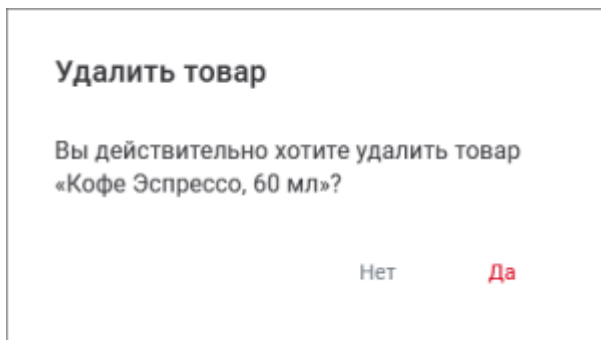 Удалить товар
Вы действительно хотите удалить товар
«Кофе Эспрессо, 60 мл»?
Нет Да